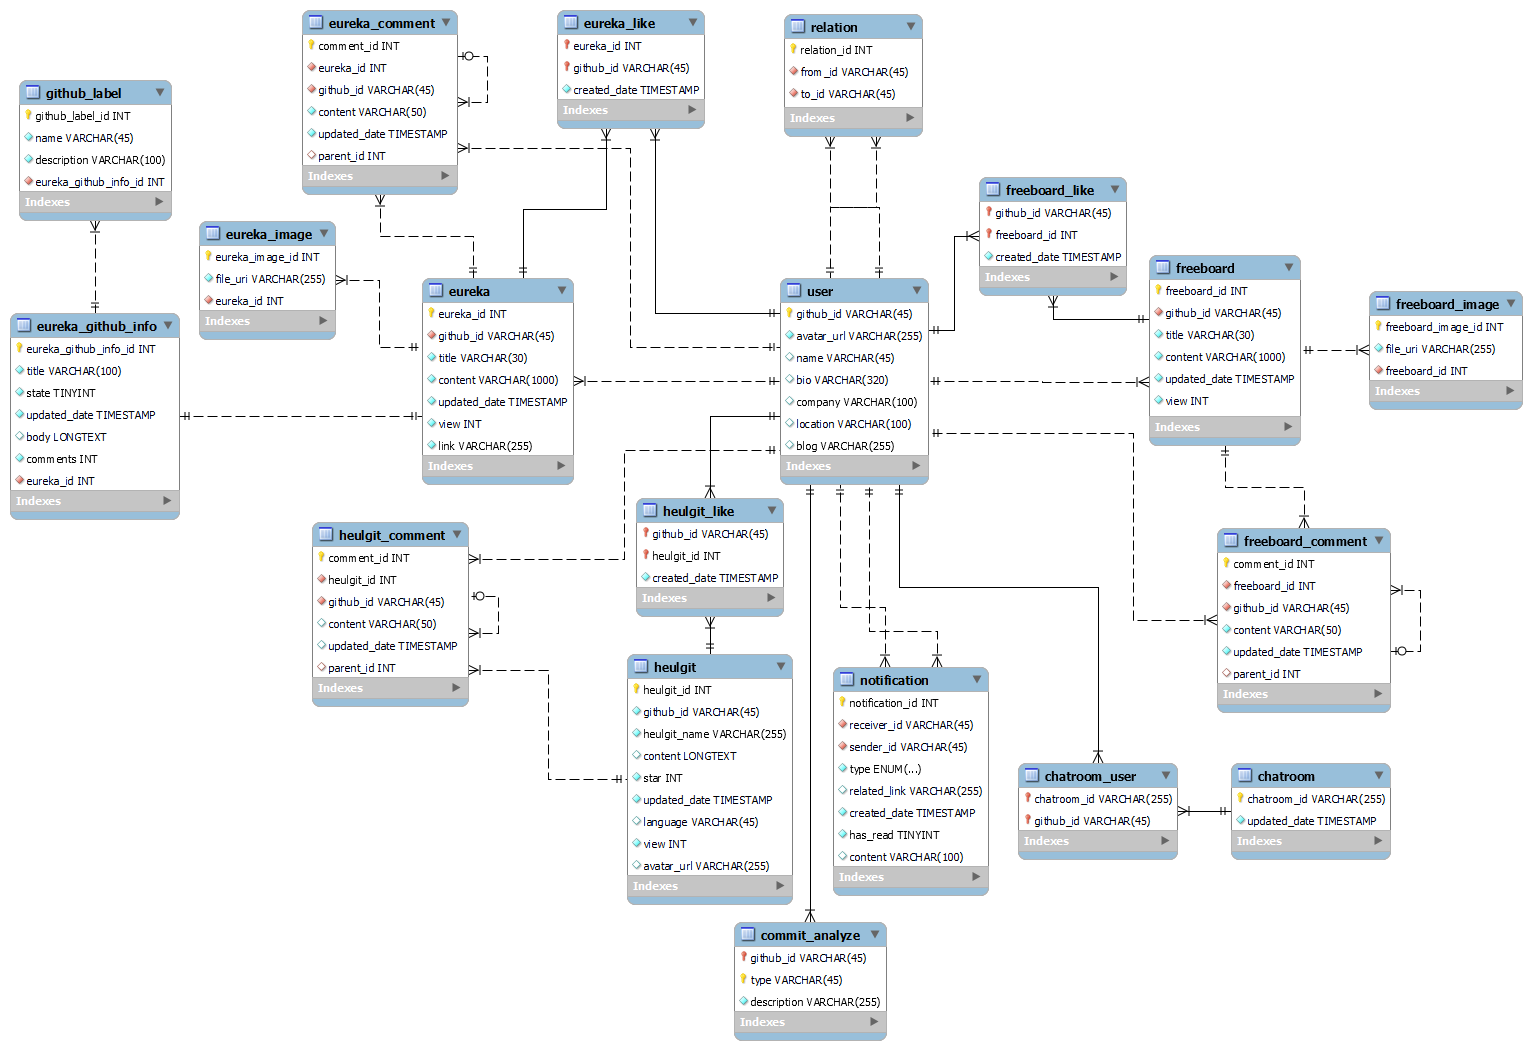 eureka_comment
comment_id INT
eureka_id INT
github_id VARCHAR(45)
content VARCHAR(50)
updated_date TIMESTAMP
parent_id INT
Indexes
eureka_like
eureka_id INT
github_id VARCHAR(45)
created_date TIMESTAMP
Indexes
relation
relation_id INT
from_id VARCHAR(45)
to_id VARCHAR(45)
Indexes
github_label
github_label_id INT
name VARCHAR(45)
description VARCHAR(100)
eureka_github_info_id INT
Indexes
freeboard_like
github_id VARCHAR(45)
freeboard_id INT
created_date TIMESTAMP
Indexes
eureka_image
eureka_image_id INT
file_uri VARCHAR(255)
eureka_id INT
Indexes
freeboard
freeboard_id INT
github_id VARCHAR(45)
title VARCHAR(30)
content VARCHAR(1000)
updated_date TIMESTAMP
view INT
Indexes
freeboard_image
freeboard_image_id INT
file_uri VARCHAR(255)
freeboard_id INT
Indexes
eureka_github_info
eureka_github_info_id INT
title VARCHAR(100)
state TINYINT
updated_date TIMESTAMP
body LONGTEXT
comments INT
eureka_id INT
Indexes
eureka
eureka_id INT
github_id VARCHAR(45)
title VARCHAR(30)
content VARCHAR(1000)
updated_date TIMESTAMP
view INT
link VARCHAR(255)
Indexes
user
github_id VARCHAR(45)
avatar_url VARCHAR(255)
name VARCHAR(45)
bio VARCHAR(320)
company VARCHAR(100)
location VARCHAR(100)
blog VARCHAR(255)
Indexes
heulgit_comment
comment_id INT
heulgit_id INT
github_id VARCHAR(45)
content VARCHAR(50)
updated_date TIMESTAMP
parent_id INT
Indexes
heulgit_like
github_id VARCHAR(45)
heulgit_id INT
created_date TIMESTAMP
Indexes
freeboard_comment
comment_id INT
freeboard_id INT
github_id VARCHAR(45)
content VARCHAR(50)
updated_date TIMESTAMP
parent_id INT
Indexes
heulgit
heulgit_id INT
github_id VARCHAR(45)
heulgit_name VARCHAR(255)
content LONGTEXT
star INT
updated_date TIMESTAMP
language VARCHAR(45)
view INT
avatar_url VARCHAR(255)
Indexes
notification
notification_id INT
receiver_id VARCHAR(45)
sender_id VARCHAR(45)
type ENUM(...)
related_link VARCHAR(255)
created_date TIMESTAMP
has_read TINYINT
content VARCHAR(100)
Indexes
chatroom_user
chatroom_id VARCHAR(255)
github_id VARCHAR(45)
Indexes
chatroom
chatroom_id VARCHAR(255)
updated_date TIMESTAMP
Indexes
commit_analyze
github_id VARCHAR(45)
type VARCHAR(45)
description VARCHAR(255)
Indexes